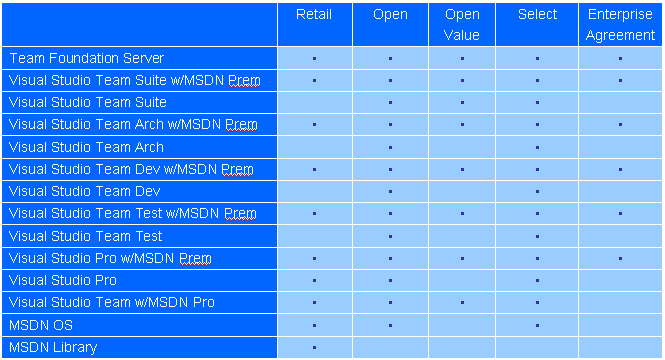 Retail Open Open Select Enterprise
Value Agreement
Team Foundation Server
Visual Studio Team Suite w/MSDN Prem
Visual Studio Team Suite
Visual Studio Team Arch w/MSDN Prem
Visual Studio Team Arch
Visual Studio Team Dev w/MSDN Prem
Visual Studio Team Dev
Visual Studio Team Test w/MSDN Prem
Visual Studio Team Test
Visual Studio Pro w/MSDN Prem
Visual Studio Pro
Visual Studio Team w/MSDN Pro
MSDN OS
MSDN Library